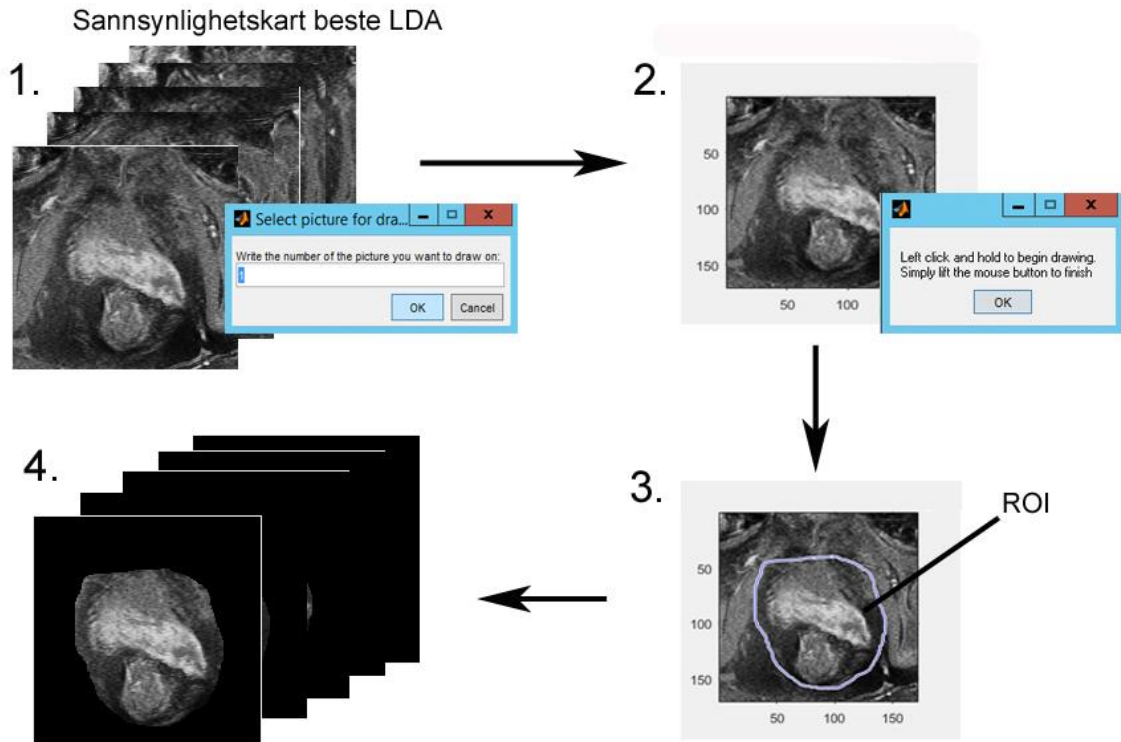 Sannsynlighetskart beste LDA
1.
Select picture for dra...
X
Write the number of the picture you want to draw on:
1
OK
Cancel
2.
50
100
150
50
100
X
Left click and hold to begin drawing.
Simply lift the mouse button to finish
OK
3.
ROI
50
100
150
50
100
150
4.